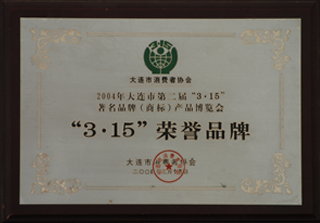 大连市消费者协会
2004年大连市第二届“3·15”
著名品牌（商标）产品博览会
“3·15”荣誉品牌
大连市消费者协会